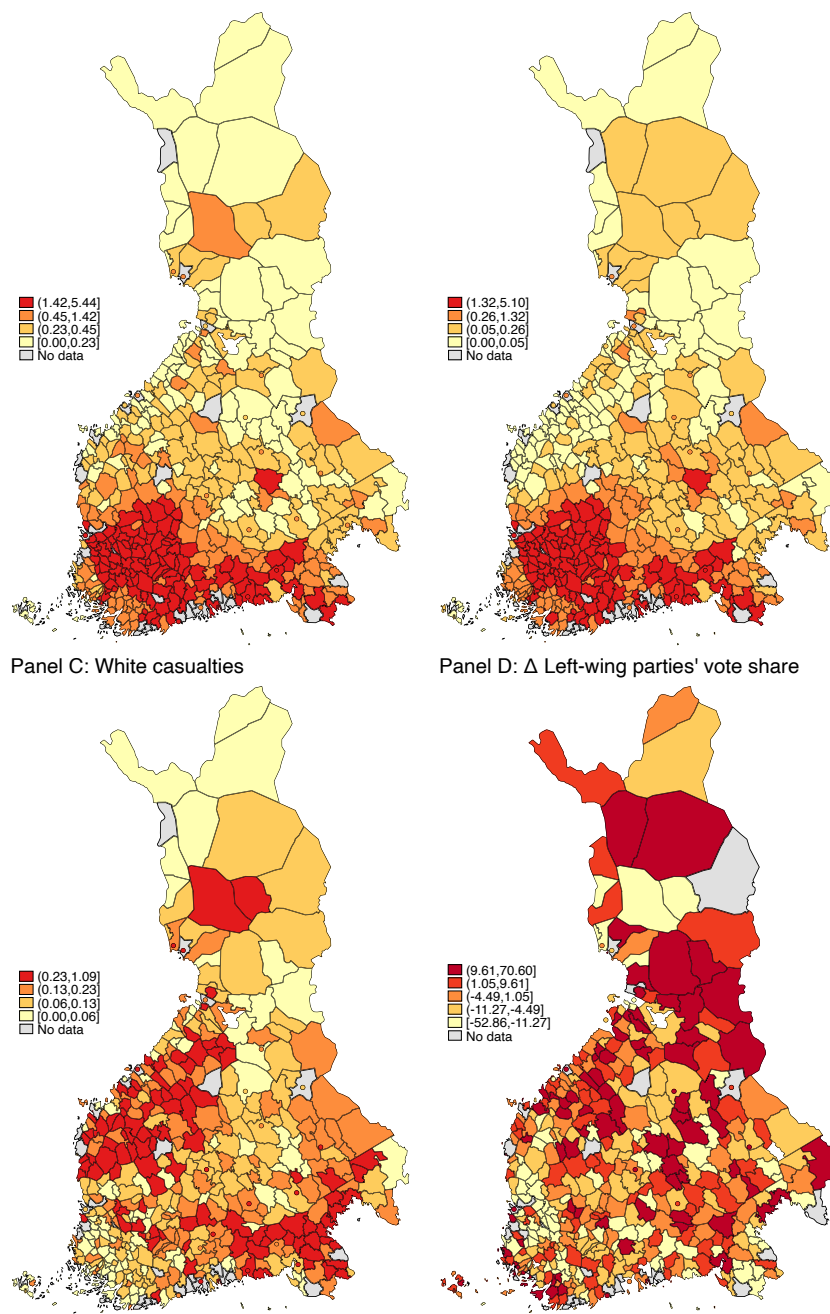 (1.42,5.44]
(0.45,1.42]
(0.23,0.45]
[0.00,0.23]
No data
(1.32,5.10]
(0.26,1.32]
(0.05,0.26]
[0.00,0.05]
No data
Panel C: White casualties
Panel D: Δ Left-wing parties' vote share
(0.23,1.09]
(0.13,0.23]
(0.06,0.13]
[0.00,0.06]
No data
(9.61,70.60]
(1.05,9.61]
(-4.49,1.05]
(-11.27,-4.49]
[-52.86,-11.27]
No data